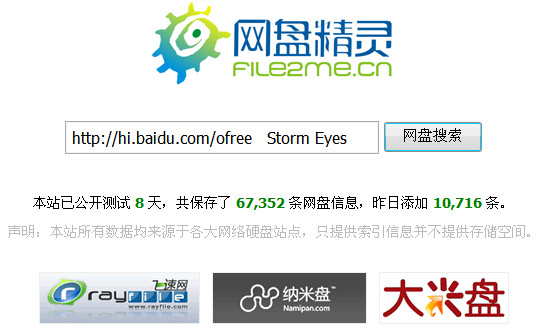 网盘精灵
FILE2ME.CN
http://hi.baidu.com/ofree Storm Eyes
网盘搜索
本站已公开测试 8 天，共保存了 67,352 条网盘信息，昨日添加 10,716 条。
声明：本站所有数据均来源于各大网络硬盘站点，只提供索引信息并不提供存储空间。
rayfile 飞速网
www.rayfile.com
纳米盘™
Namipan.com
大米盘